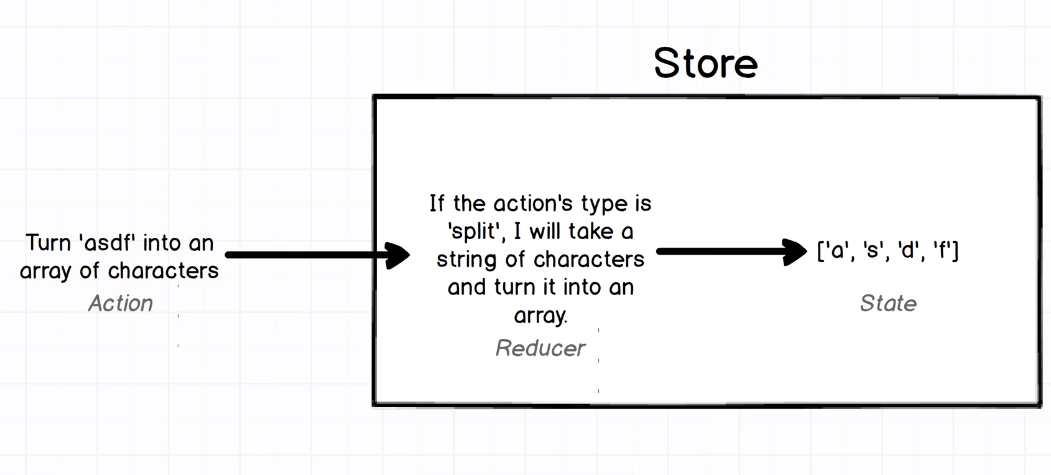 Store
Turn 'asdf' into an
array of characters
Action
If the action's type is
'split', I will take a
string of characters
and turn it into an
array.
Reducer
['a', 's', 'd', 'f']
State